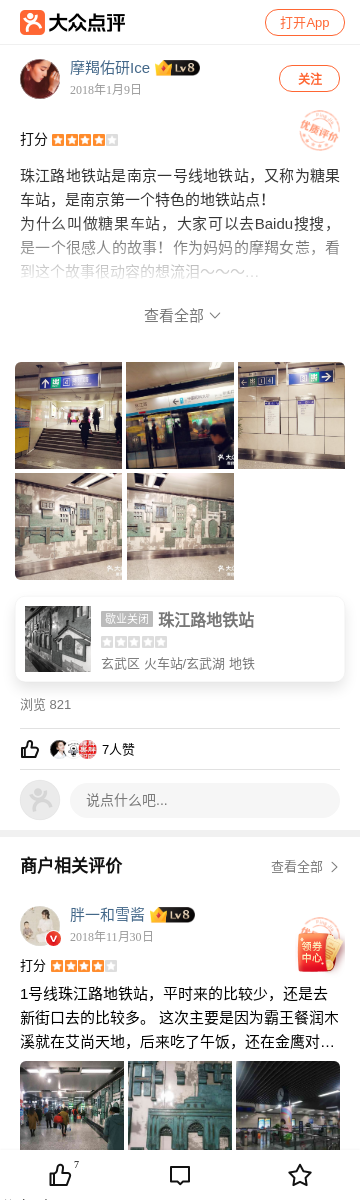 大众点评
打开App
摩羯佑研Ice Lv8
2018年1月9日
关注
优质评价
打分
珠江路地铁站是南京一号线地铁站，又称为糖果
车站，是南京第一个特色的地铁站点！
为什么叫做糖果车站，大家可以去Baidu搜搜，
是一个很感人的故事！作为妈妈的摩羯女茺，看
到这个故事很动容的想流泪～～～…
查看全部
歇业关闭 珠江路地铁站
玄武区 火车站/玄武湖 地铁
浏览 821
7人赞
说点什么吧...
商户相关评价
查看全部
胖一和雪酱 Lv8
2018年11月30日
领券
中心
打分
1号线珠江路地铁站，平时来的比较少，还是去
新街口去的比较多。 这次主要是因为霸王餐润木
溪就在艾尚天地，后来吃了午饭，还在金鹰对…
7